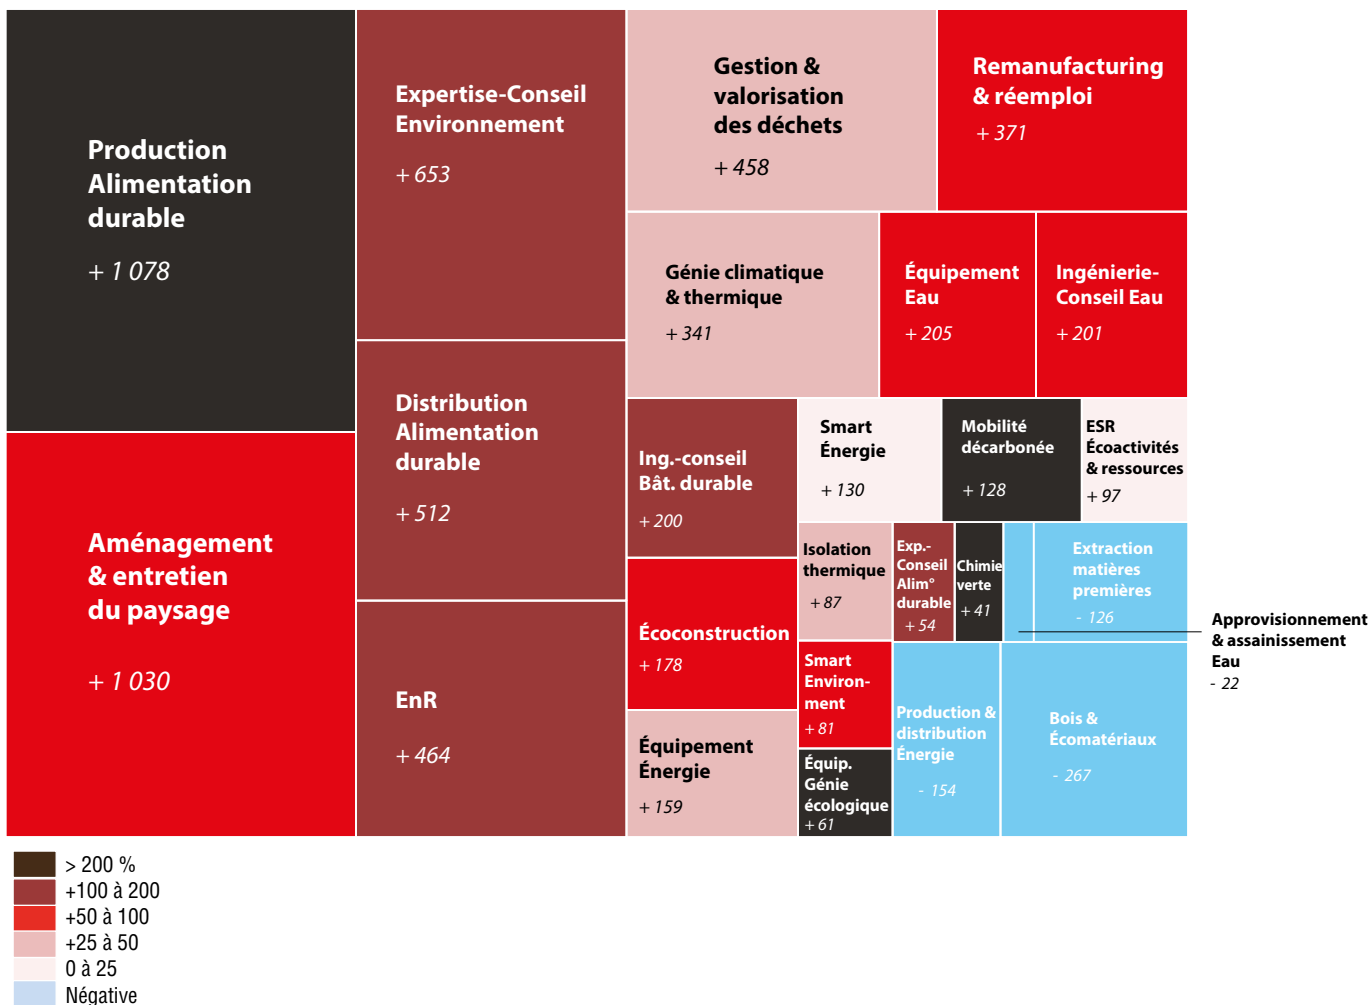 Production
Alimentation
durable
+ 1 078
Aménagement
& entretien
du paysage
+ 1 030
Expertise-Conseil
Environnement
+ 653
Distribution
Alimentation
durable
+ 512
EnR
+ 464
Gestion &
valorisation
des déchets
+ 458
Remanufacturing
& réemploi
+ 371
Génie climatique
& thermique
+ 341
Équipement
Eau
+ 205
Ingénierie-
Conseil Eau
+ 201
Ing.-conseil
Bât. durable
+ 200
Écoconstruction
+ 178
Équipement
Énergie
+ 159
Smart
Énergie
+ 130
Mobilité
décarbonée
+ 128
ESR
Écoactivités
& ressources
+ 97
Isolation
thermique
+ 87
Smart
Environ-
ment
+ 81
Équip.
Génie
écologique
+ 61
Exp.-
Conseil
Alim°
durable
+ 54
Chimie
verte
+ 41
Extraction
matières
premières
- 126
Approvisionnement
& assainissement
Eau
- 22
Production &
distribution
Énergie
- 154
Bois &
Écomatériaux
- 267
> 200 %
+100 à 200
+50 à 100
+25 à 50
0 à 25
Négative